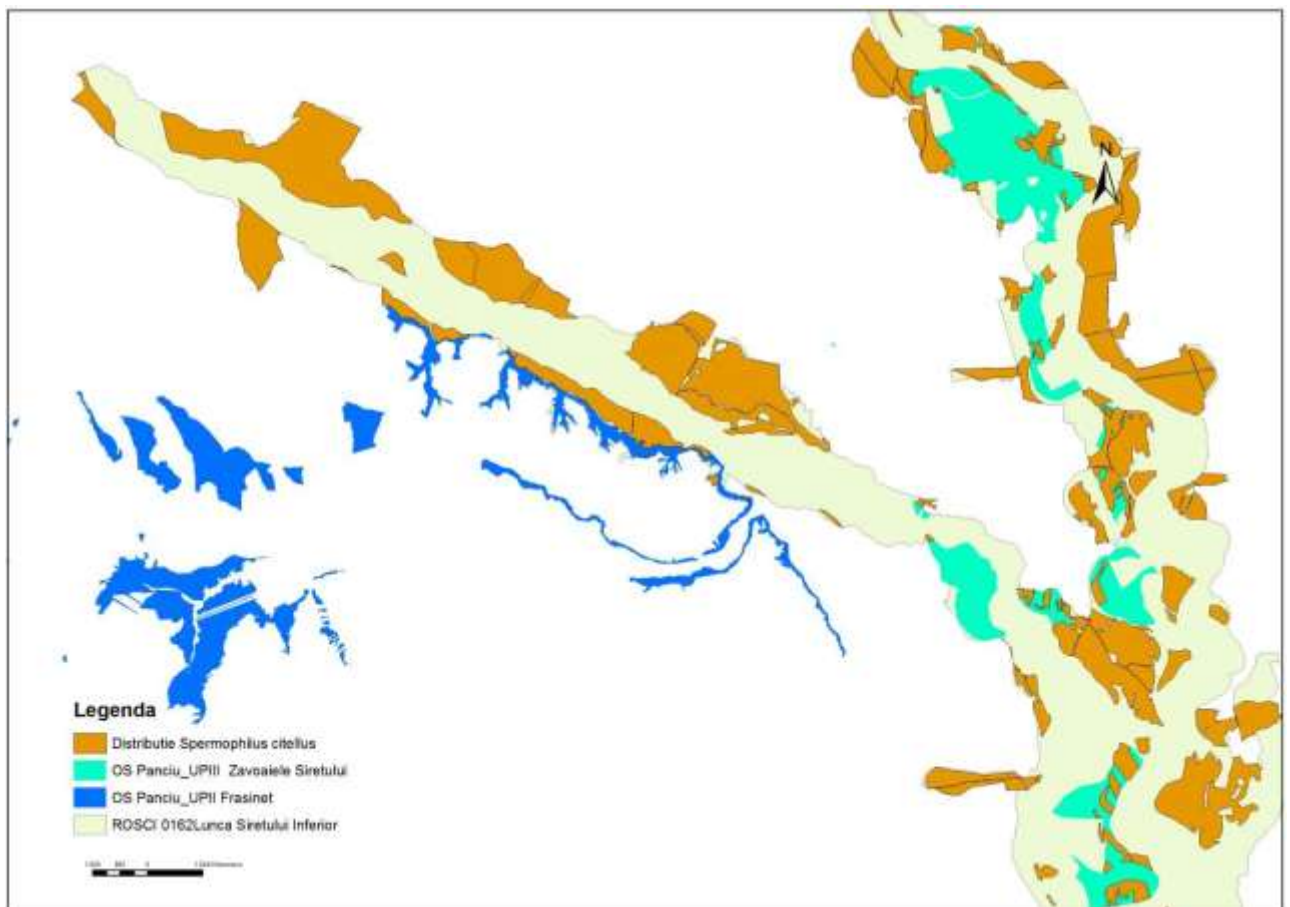 N
Legenda
Distributie Spermophilus citellus
OS Panciu_UPIII Zavoaiele Siretului
OS Panciu_UPII Frasinet
ROSCI 0162Lunca Siretului Inferior